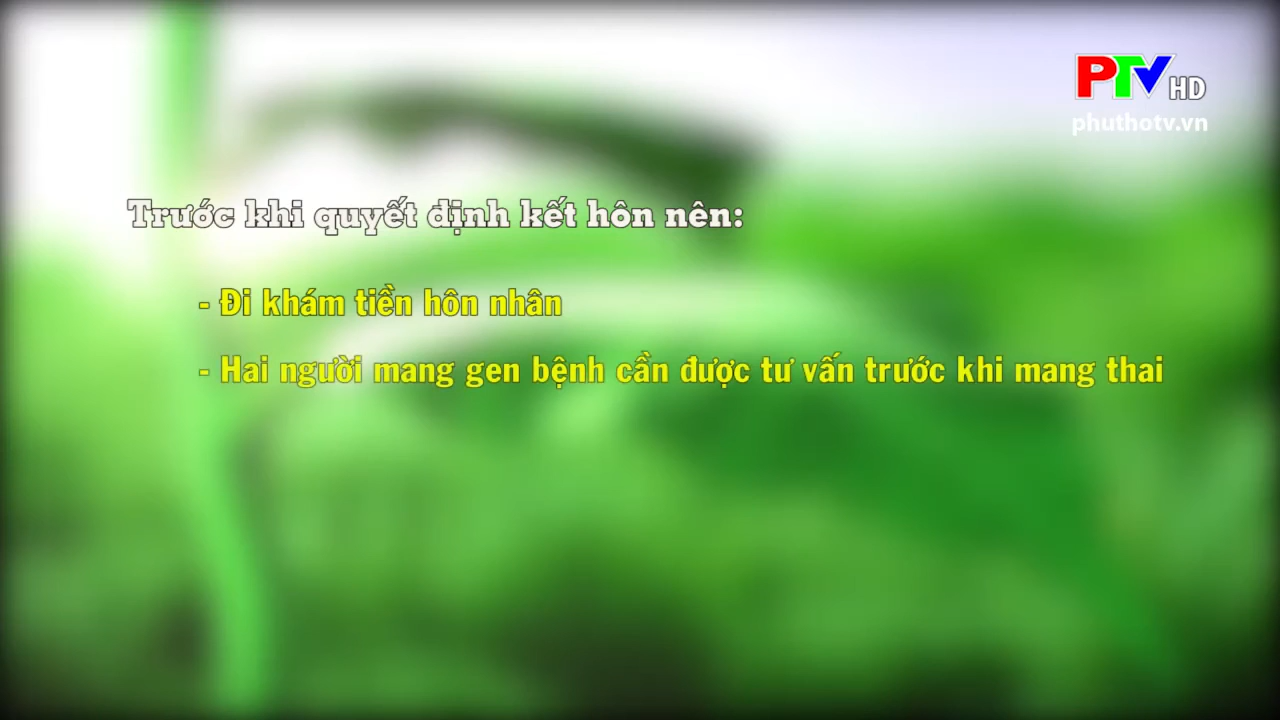 PTV HD
phuthotv.vn
Trước khi quyết định kết hôn nên:
- Đi khám tiền hôn nhân
- Hai người mang gen bệnh cần được tư vấn trước khi mang thai